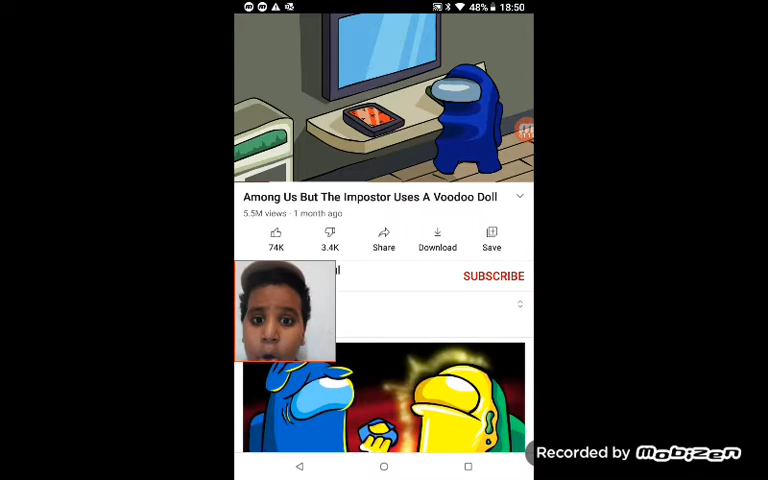 48% 18:50
Among Us But The Impostor Uses A Voodoo Doll
5.5M views · 1 month ago
74K
3.4K
Share
Download
Save
SUBSCRIBE
Recorded by mobizen